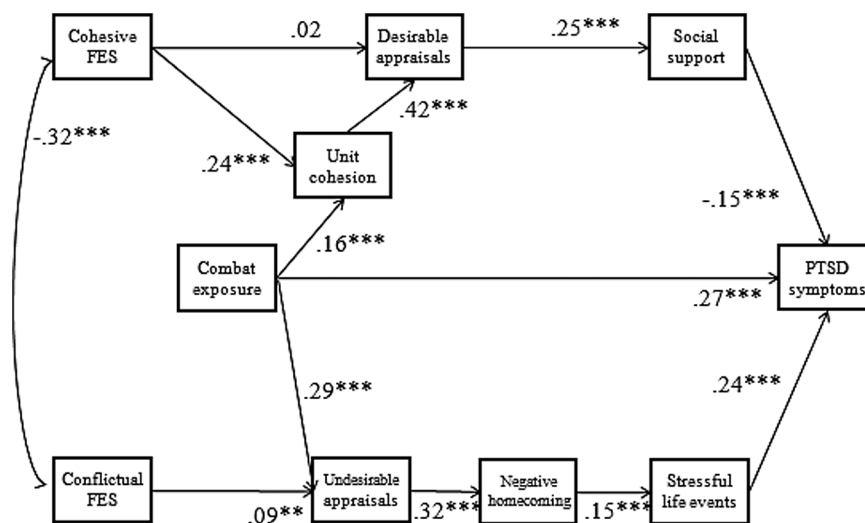 Cohesive
FES
.02
Desirable
appraisals
.25***
Social
support
-.32***
.42***
.24***
Unit
cohesion
-.15***
.16***
Combat
exposure
PTSD
symptoms
.27***
.29***
.24***
Conflictual
FES
.09**
Undesirable
appraisals
.32***
Negative
homecoming
.15***
Stressful
life events